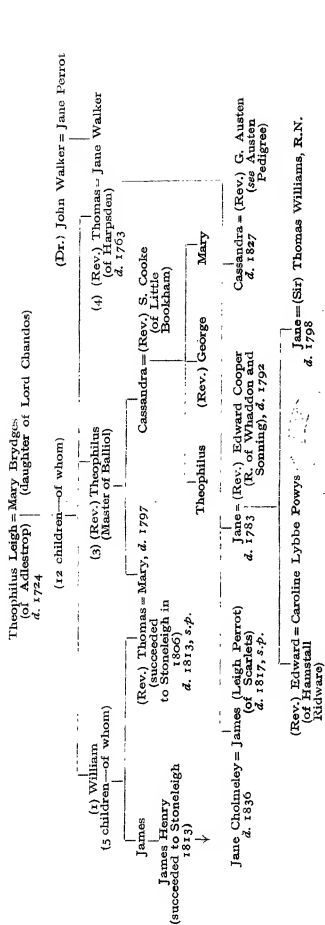 Theophilus Leigh = Mary Brydges
(of Adlestrop) (daughter of Lord Chandos)
d. 1724
(Dr.) John Walker = Jane Perrot
(12 children—of whom)
(1) William
(5 children—of whom)
(3) (Rev.) Theophilus
(Master of Balliol)
(4) (Rev.) Thomas = Jane Walker
(of Harpsden)
d. 1763
James
(Rev.) Thomas = Mary, d. 1797
(succeeded
to Stoneleigh in
1806)
d. 1813, s.p.
Cassandra = (Rev.) S. Cooke
(of Little
Bookham)
James Henry
(succeeded to Stoneleigh
1813)
Theophilus (Rev.) George Mary
Jane Cholmeley = James (Leigh Perrot)
d. 1836 (of Scarlets)
d. 1817, s.p.
Jane = (Rev.) Edward Cooper
d. 1783 (R. of Whaddon and
Sonning), d. 1792
Cassandra = (Rev.) G. Austen
d. 1827 (see Austen
Pedigree)
(Rev.) Edward = Caroline Lybbe Powys
(of Hamstall
Ridware)
Jane = (Sir) Thomas Williams, R.N.
d. 1798